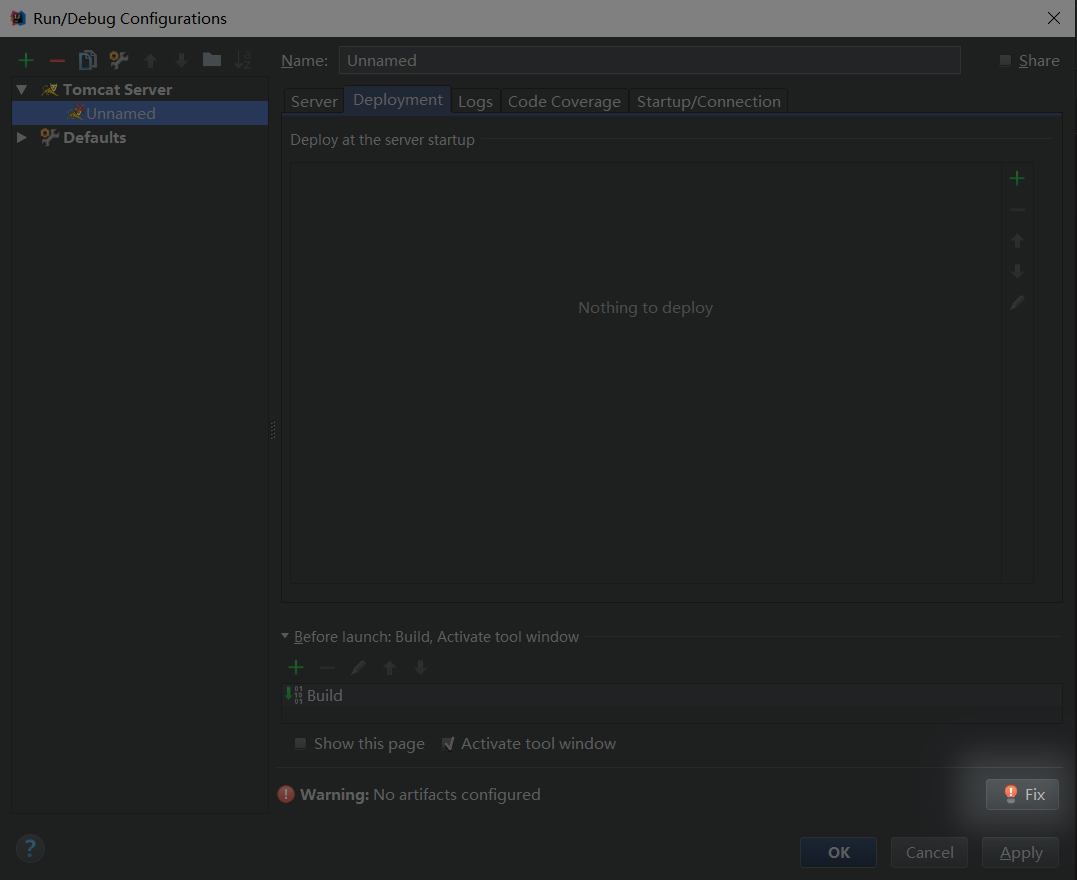 Run/Debug Configurations
Name: Unnamed
Share
Tomcat Server
Unnamed
Defaults
Server Deployment Logs Code Coverage Startup/Connection
Deploy at the server startup
Nothing to deploy
Before launch: Build, Activate tool window
Build
Show this page Activate tool window
Warning: No artifacts configured
Fix
OK Cancel Apply